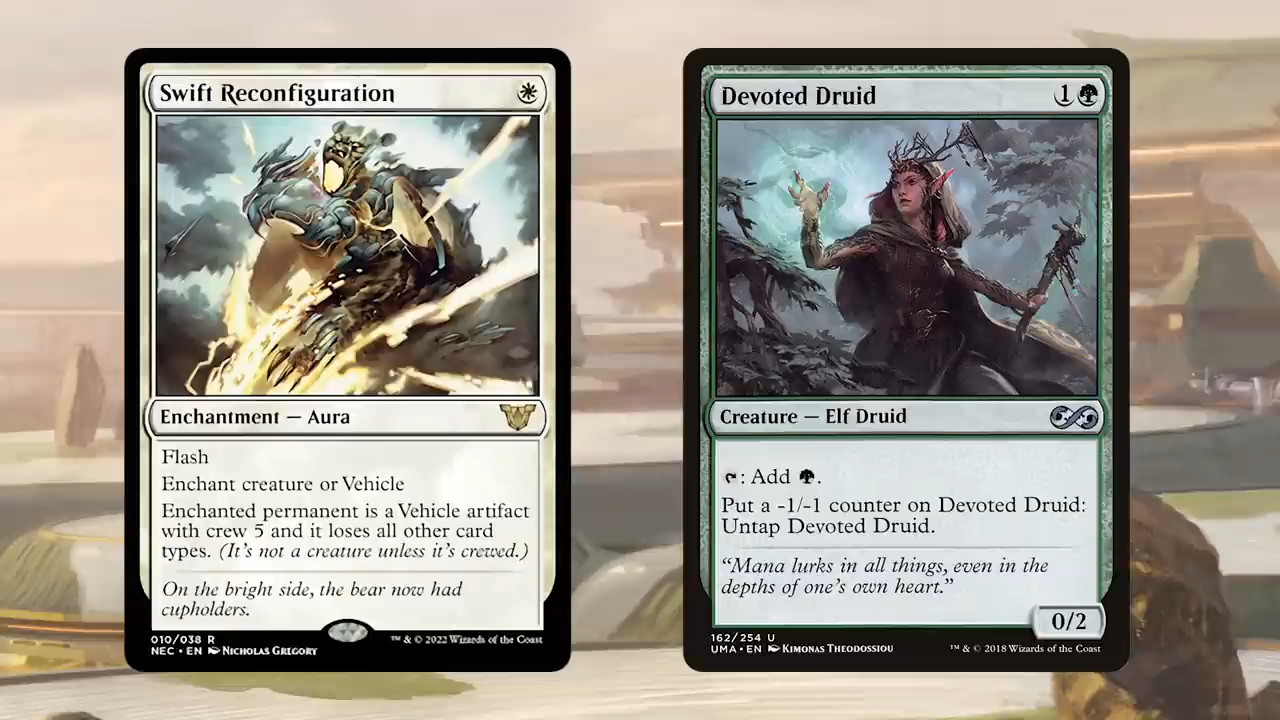 Swift Reconfiguration
Enchantment — Aura
Flash
Enchant creature or Vehicle
Enchanted permanent is a Vehicle artifact
with crew 5 and it loses all other card
types. (It's not a creature unless it's crewed.)
On the bright side, the bear now had
cupholders.
010/038 R
NEC • EN Nicholas Gregory
™ & © 2022 Wizards of the Coast
Devoted Druid 1
Creature — Elf Druid
: Add .
Put a -1/-1 counter on Devoted Druid:
Untap Devoted Druid.
“Mana lurks in all things, even in the
depths of one's own heart.”
0/2
162/254 U
UMA • EN Kimonas Theodossiou
™ & © 2018 Wizards of the Coast